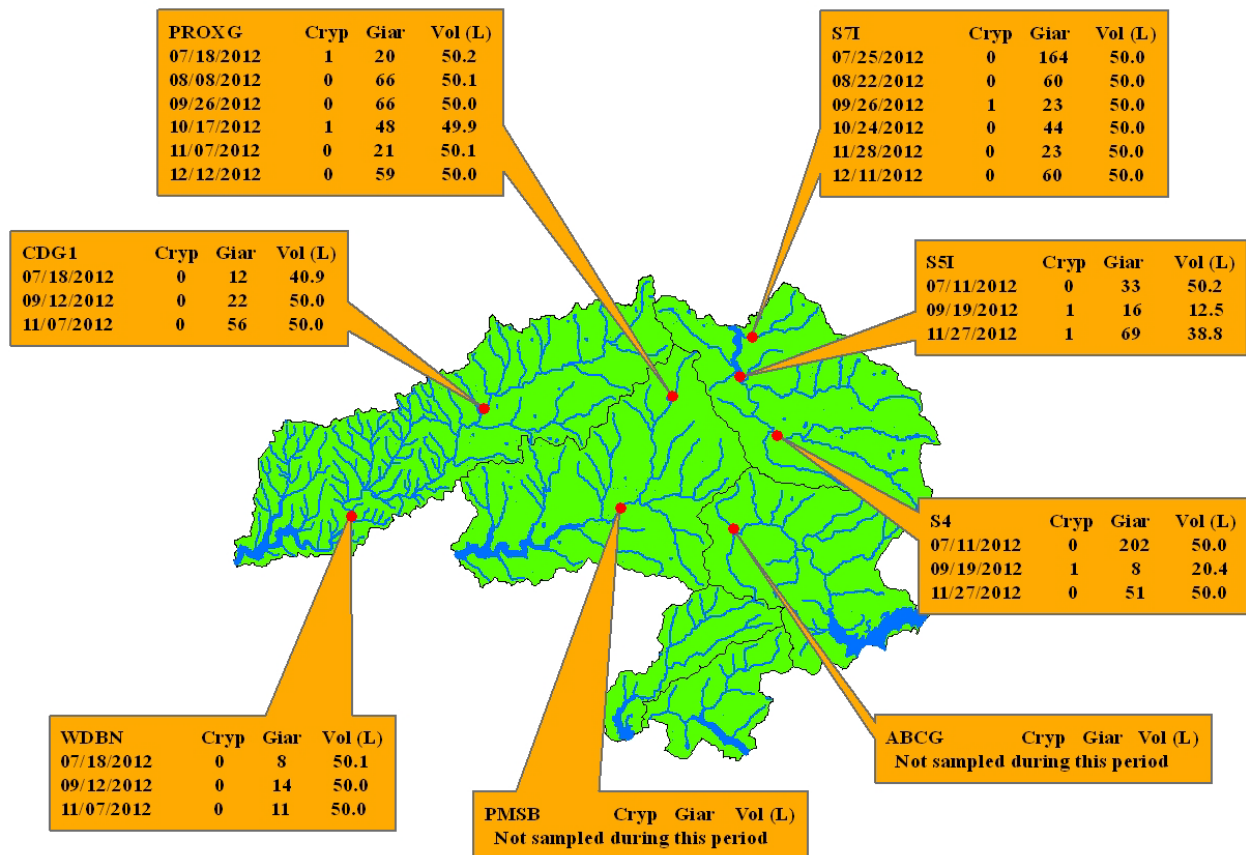 PROXG Cryp Giar Vol (L)
07/18/2012 1 20 50.2
08/08/2012 0 66 50.1
09/26/2012 0 66 50.0
10/17/2012 1 48 49.9
11/07/2012 0 21 50.1
12/12/2012 0 59 50.0
S7I Cryp Giar Vol (L)
07/25/2012 0 164 50.0
08/22/2012 0 60 50.0
09/26/2012 1 23 50.0
10/24/2012 0 44 50.0
11/28/2012 0 23 50.0
12/11/2012 0 60 50.0
CDG1 Cryp Giar Vol (L)
07/18/2012 0 12 40.9
09/12/2012 0 22 50.0
11/07/2012 0 56 50.0
S5I Cryp Giar Vol (L)
07/11/2012 0 33 50.2
09/19/2012 1 16 12.5
11/27/2012 1 69 38.8
S4 Cryp Giar Vol (L)
07/11/2012 0 202 50.0
09/19/2012 1 8 20.4
11/27/2012 0 51 50.0
WDBN Cryp Giar Vol (L)
07/18/2012 0 8 50.1
09/12/2012 0 14 50.0
11/07/2012 0 11 50.0
PMSB Cryp Giar Vol (L)
Not sampled during this period
ABCG Cryp Giar Vol (L)
Not sampled during this period